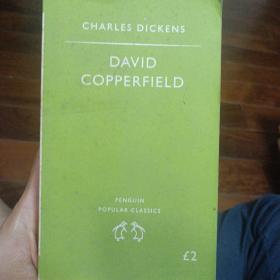 CHARLES DICKENS
DAVID
COPPERFIELD
PENGUIN
POPULAR CLASSICS
£2